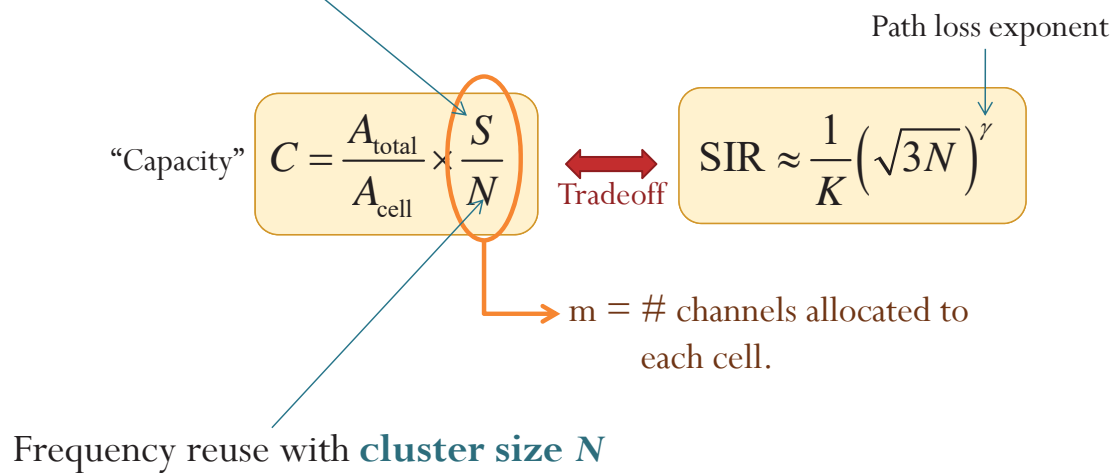 Path loss exponent
“Capacity” C = A_total / A_cell × S / N
Tradeoff
SIR ≈ 1 / K (√3N)^γ
m = # channels allocated to
each cell.
Frequency reuse with cluster size N